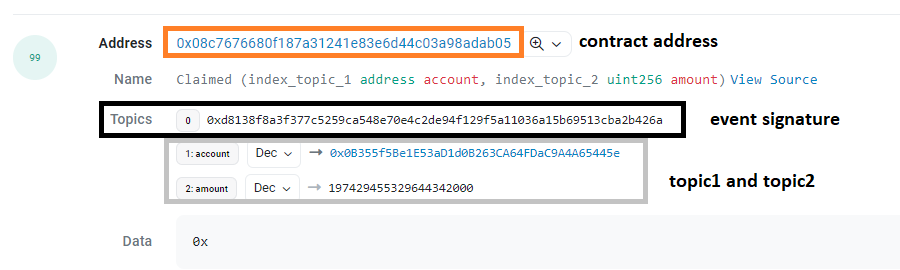 99 Address 0x08c7676680f187a31241e83e6d44c03a98adab05 contract address
Name Claimed (index_topic_1 address account, index_topic_2 uint256 amount) View Source
Topics 0 0xd8138f8a3f377c5259ca548e70e4c2de94f129f5a11036a15b69513cba2b426a event signature
1: account Dec → 0x0B355f5Be1E53aD1d0B263CA64FDaC9A4A65445e
topic1 and topic2
2: amount Dec → 197429455329644342000
Data 0x